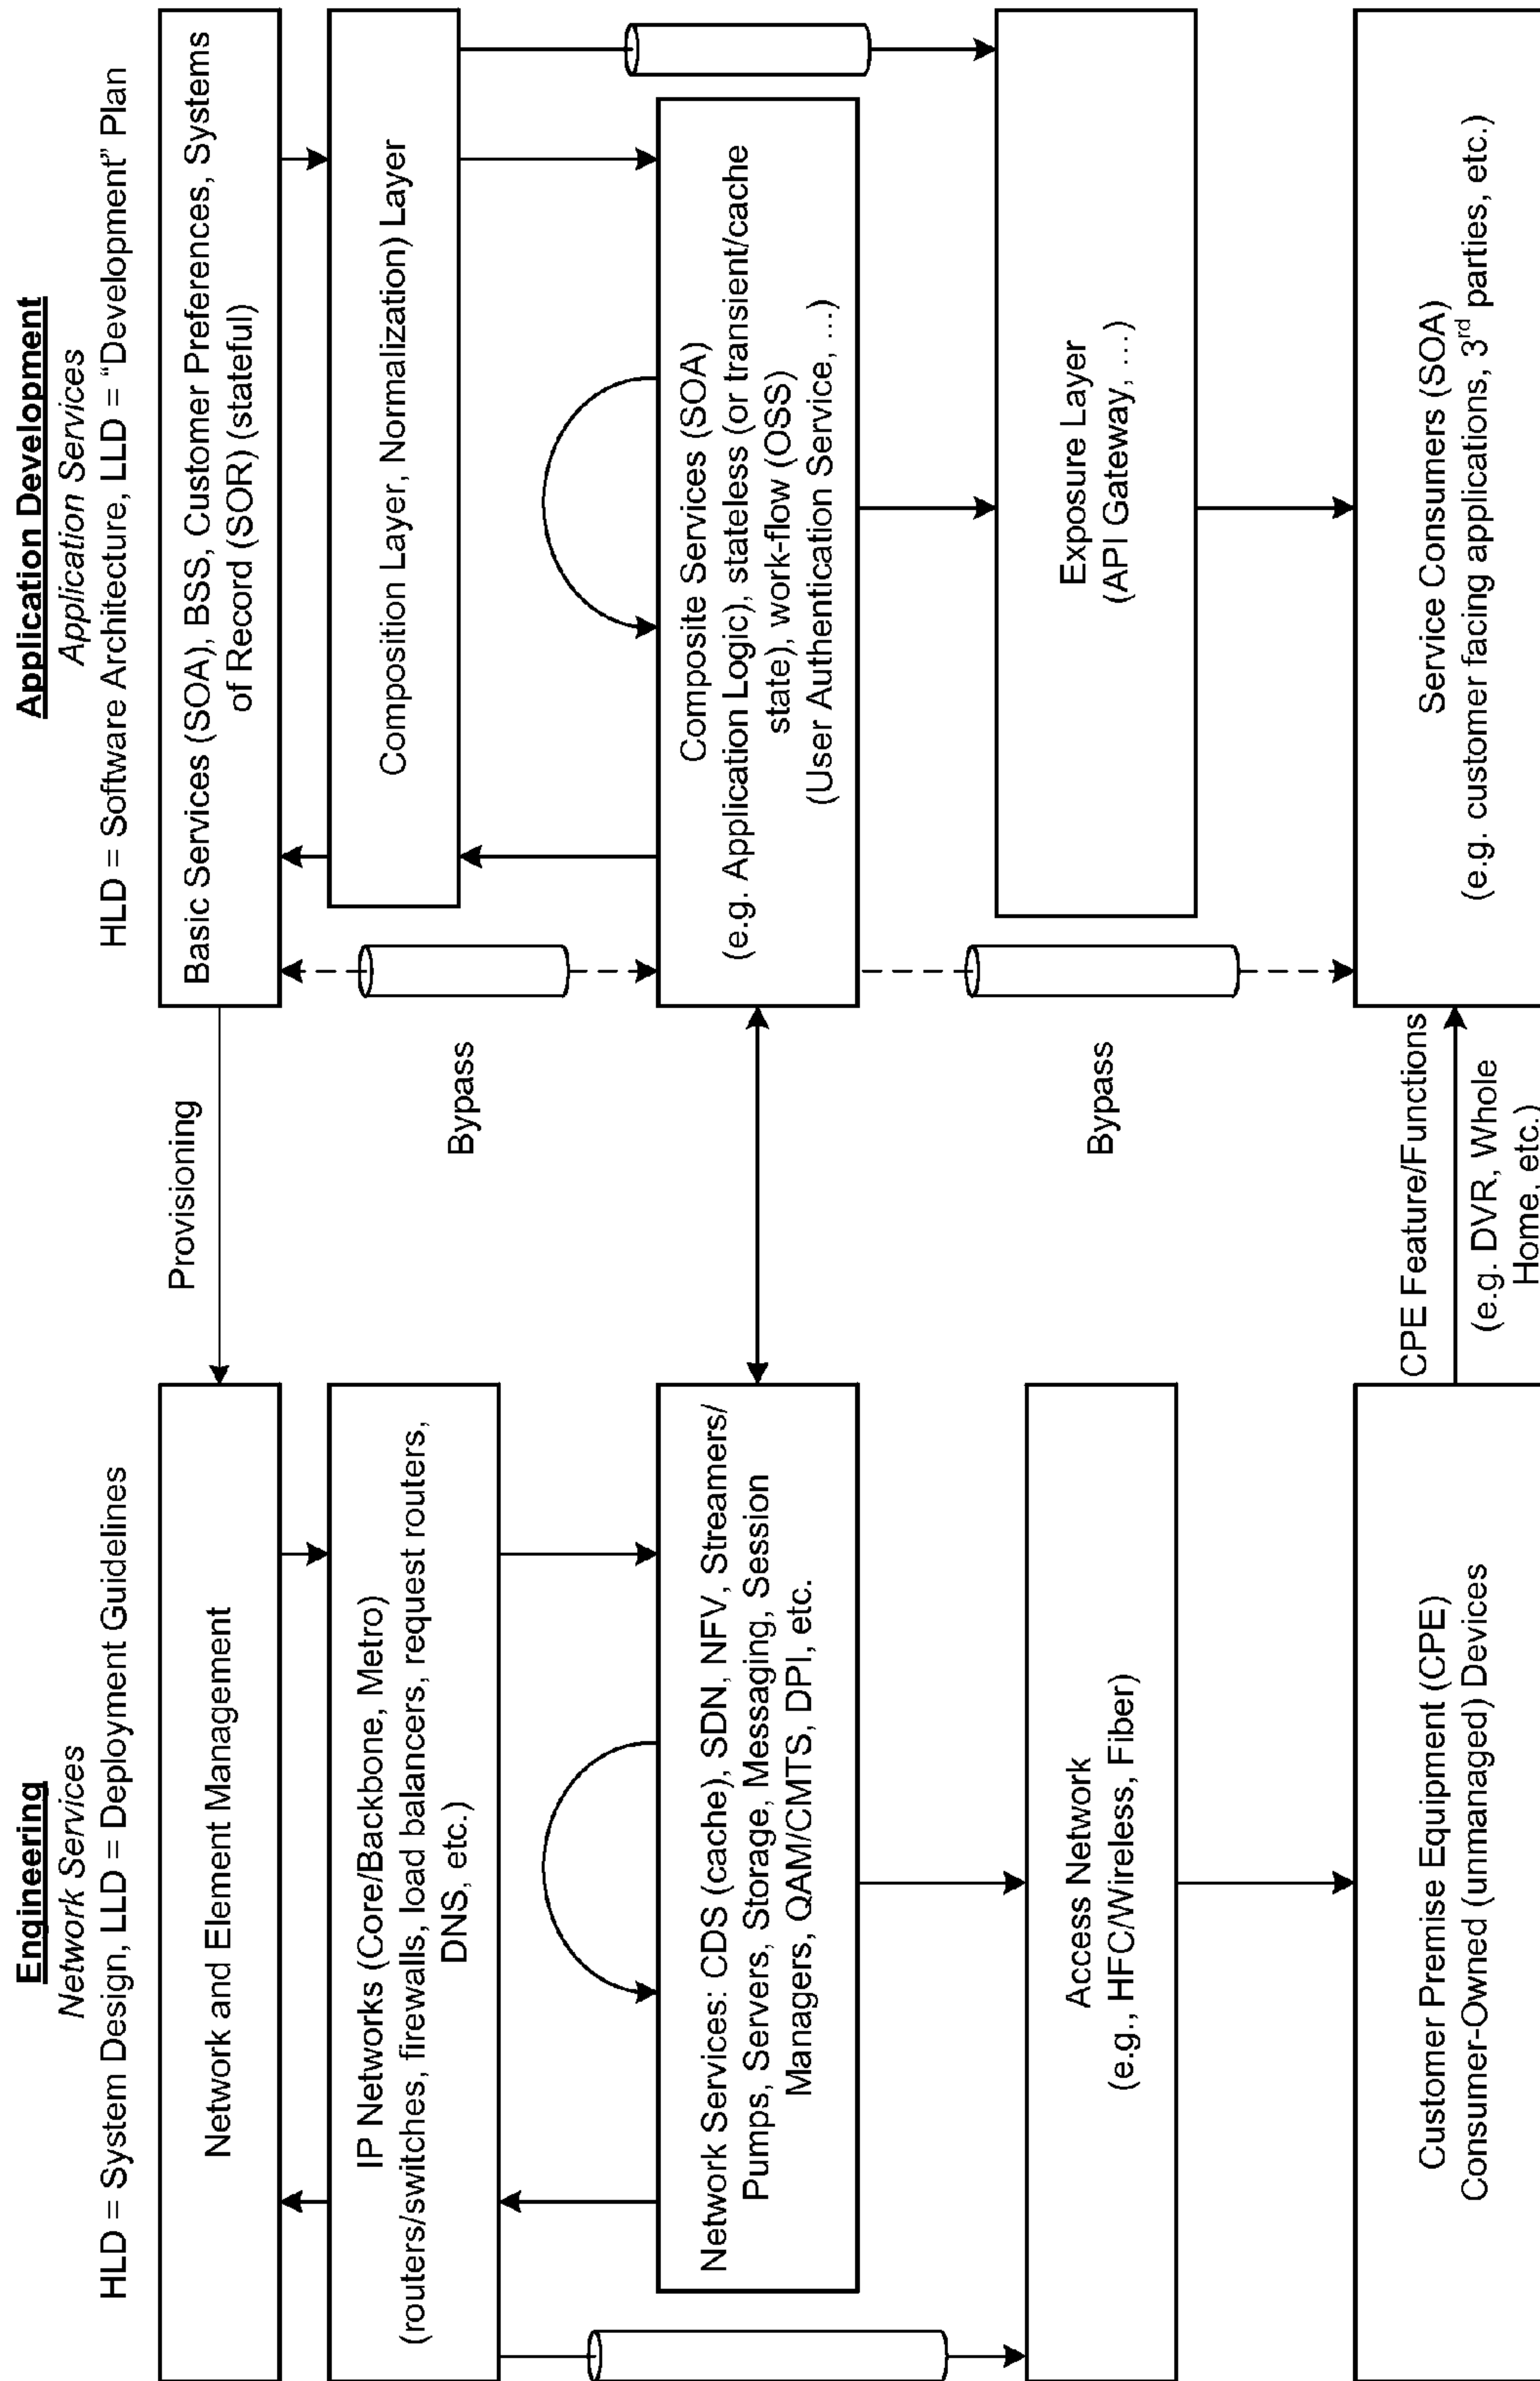 Engineering
Network Services
HLD = System Design, LLD = Deployment Guidelines
Network and Element Management
IP Networks (Core/Backbone, Metro)
(routers/switches, firewalls, load balancers, request routers,
DNS, etc.)
Network Services: CDS (cache), SDN, NFV, Streamers/
Pumps, Servers, Storage, Messaging, Session
Managers, QAM/CMTS, DPI, etc.
Access Network
(e.g., HFC/Wireless, Fiber)
Customer Premise Equipment (CPE)
Consumer-Owned (unmanaged) Devices
Provisioning
Bypass
Bypass
CPE Feature/Functions
(e.g. DVR, Whole
Home, etc.)
Application Development
Application Services
HLD = Software Architecture, LLD = "Development" Plan
Basic Services (SOA), BSS, Customer Preferences, Systems
of Record (SOR) (stateful)
Composition Layer, Normalization) Layer
Composite Services (SOA)
(e.g. Application Logic), stateless (or transient/cache
state), work-flow (OSS)
(User Authentication Service, …)
Exposure Layer
(API Gateway, …)
Service Consumers (SOA)
(e.g. customer facing applications, 3rd parties, etc.)